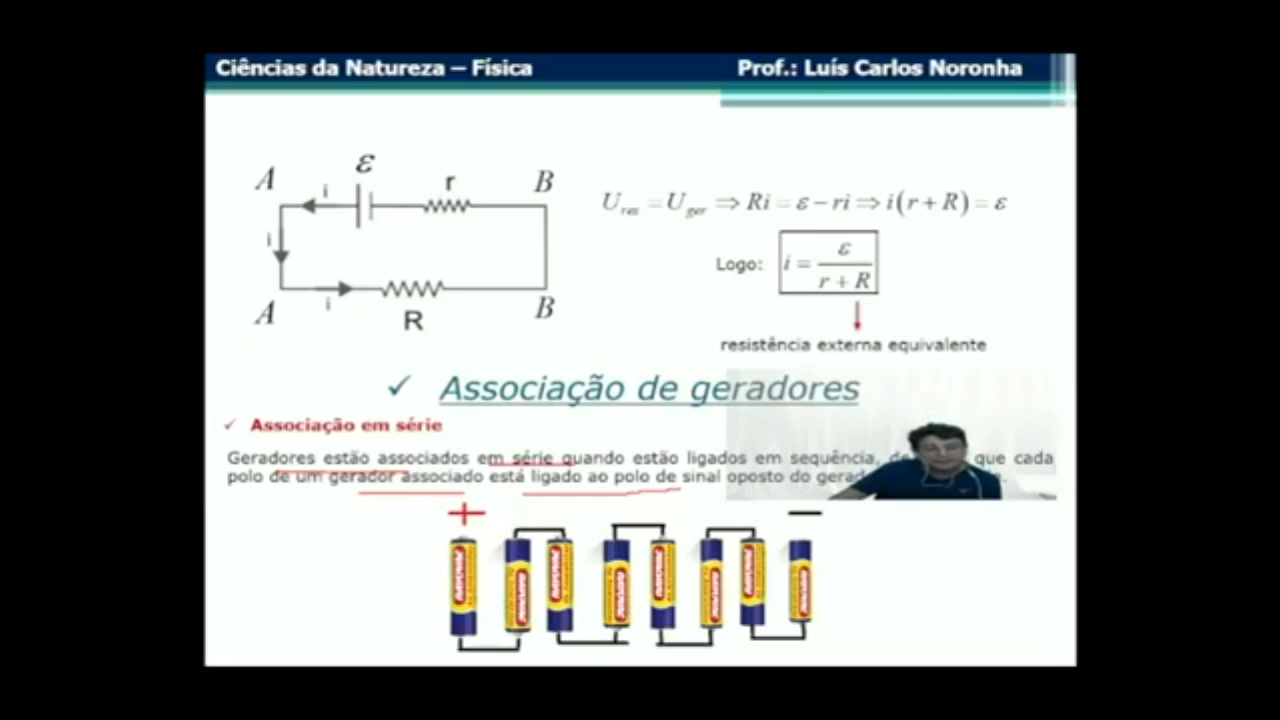 Ciências da Natureza – Física Prof.: Luís Carlos Noronha
A ε r B
i
i
A i R B
U_res = U_ger ⇒ Ri = ε − ri ⇒ i(r + R) = ε
Logo: i = ε / (r + R)
resistência externa equivalente
✓ Associação de geradores
✓ Associação em série
Geradores estão associados em série quando estão ligados em sequência, que cada
polo de um gerador associado está ligado ao polo de sinal oposto do
+ −